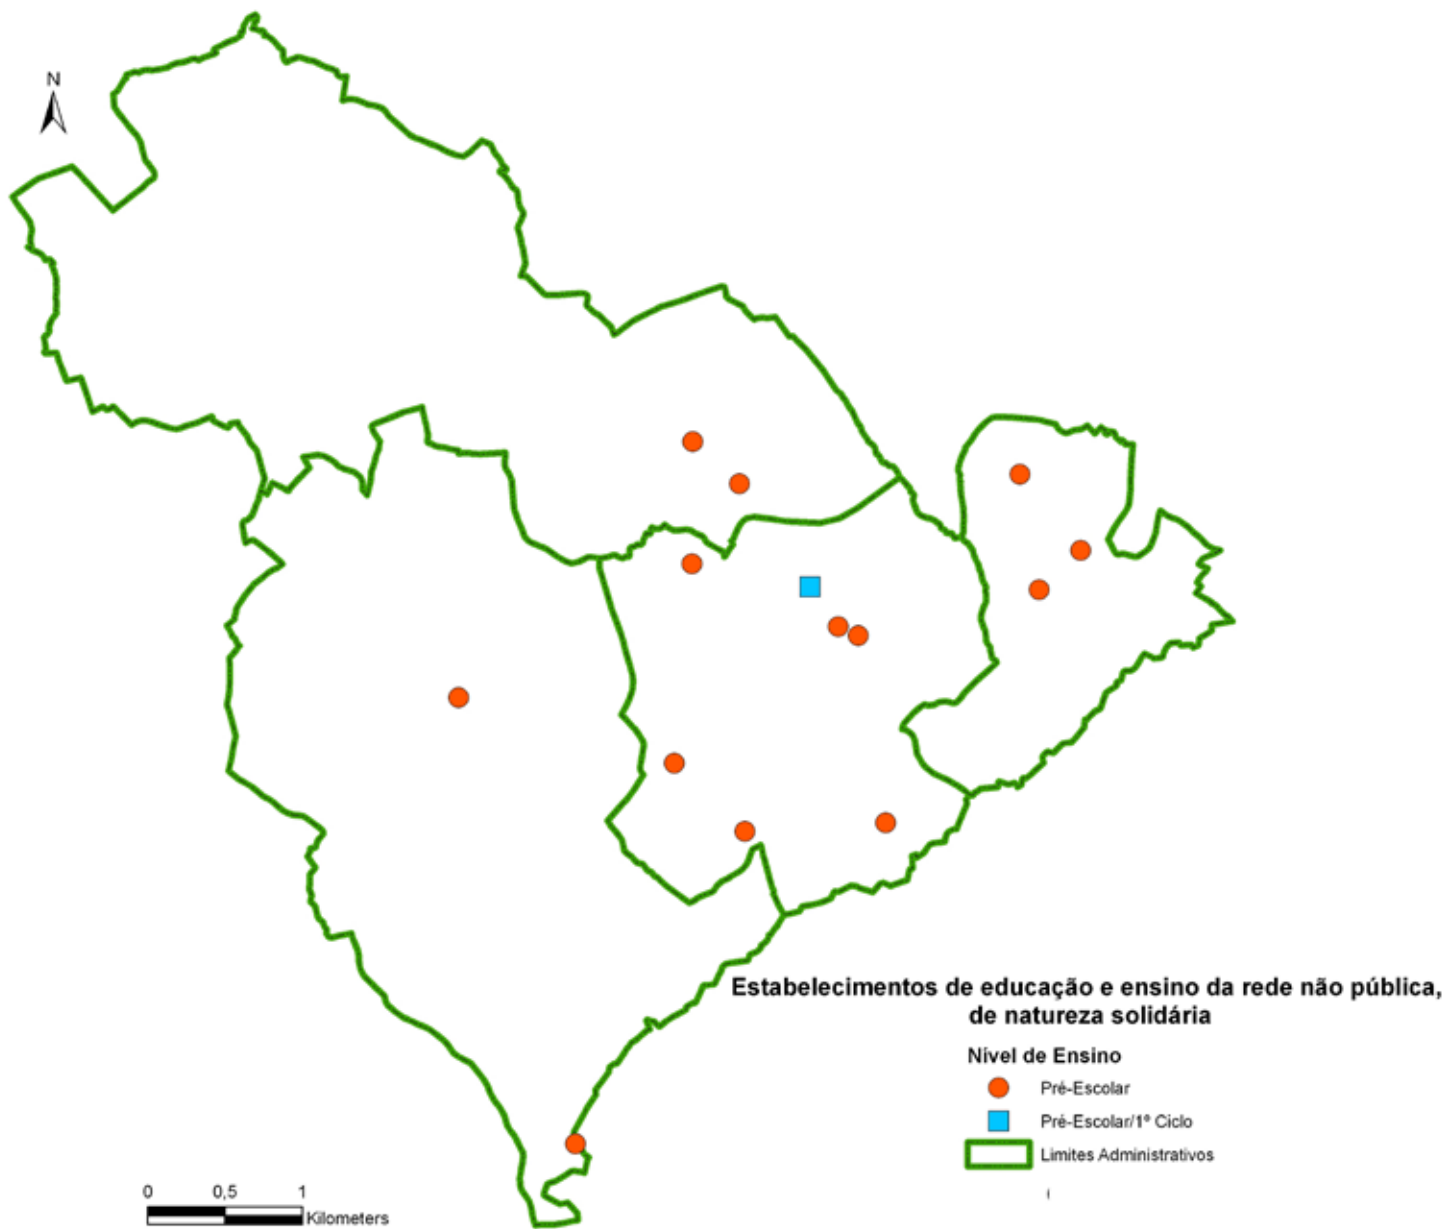 N
Estabelecimentos de educação e ensino da rede não pública,
de natureza solidária
Nível de Ensino
Pré-Escolar
Pré-Escolar/1º Ciclo
Limites Administrativos
0 0,5 1
Kilometers